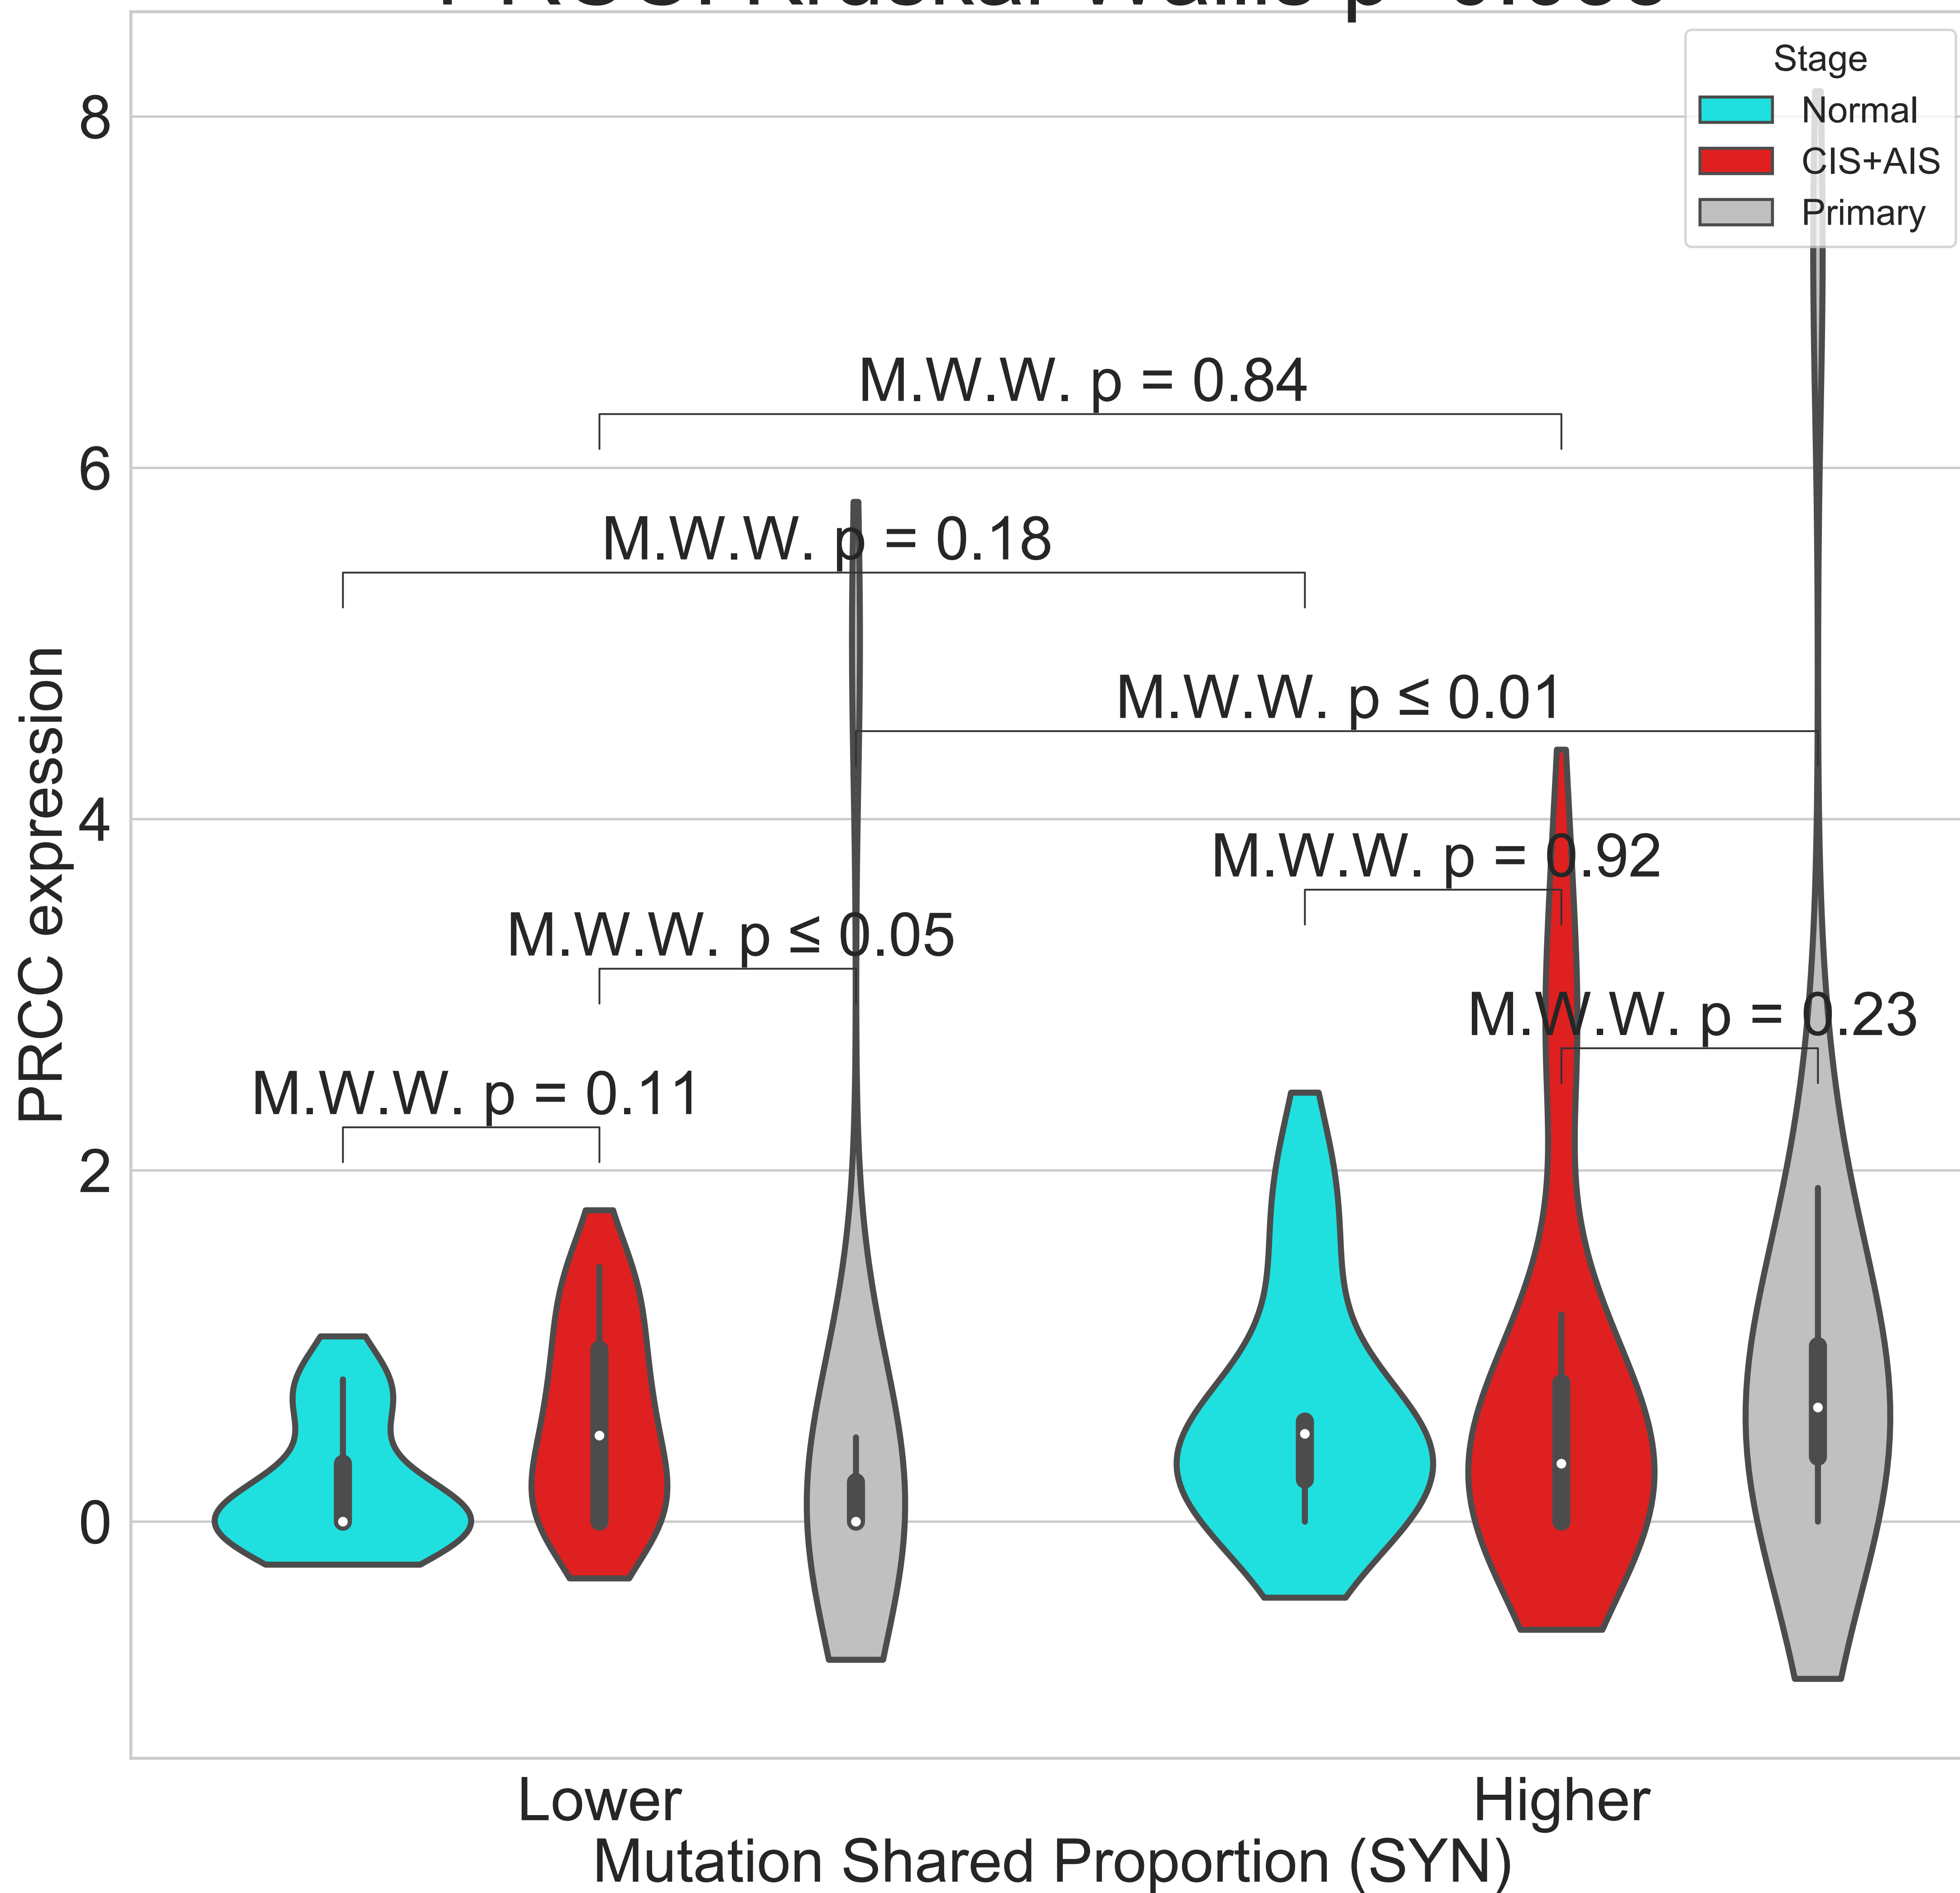 Stage
Normal
CIS+AIS
Primary
8
6
4
2
0
PRCC expression
M.W.W. p = 0.84
M.W.W. p = 0.18
M.W.W. p ≤ 0.01
M.W.W. p = 0.92
M.W.W. p ≤ 0.05
M.W.W. p = 0.23
M.W.W. p = 0.11
Lower
Higher
Mutation Shared Proportion (SYN)